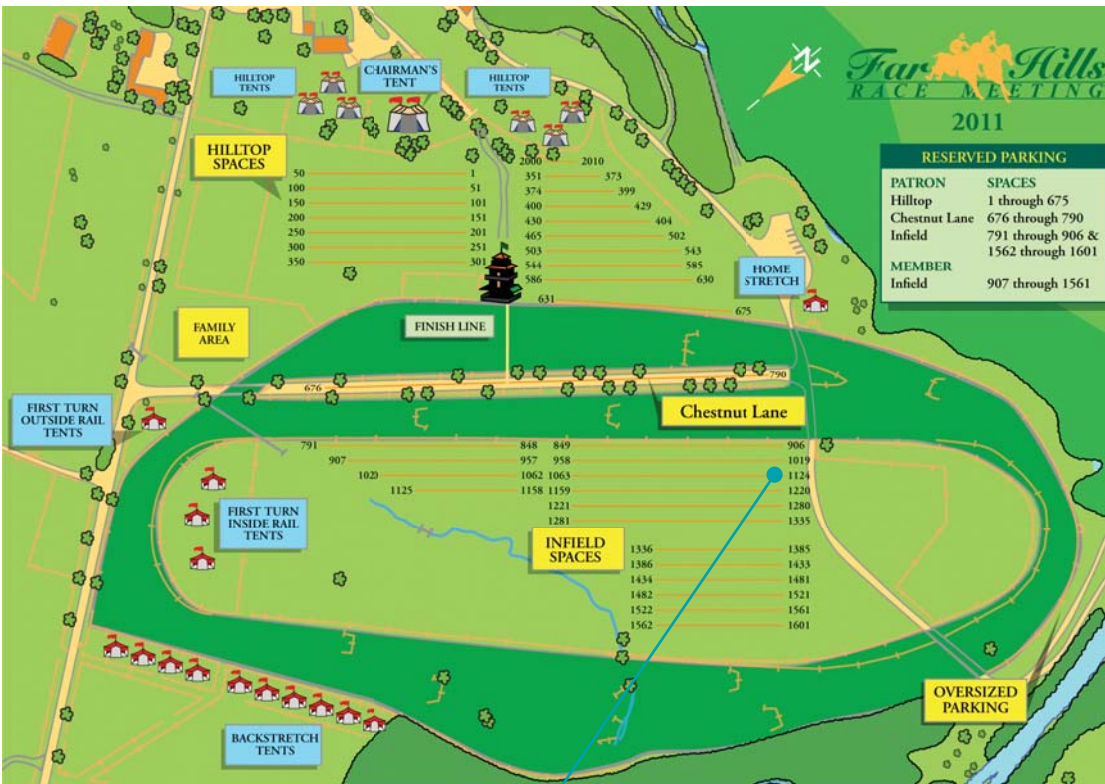 Far Hills
RACE MEETING
2011
N
RESERVED PARKING
PATRON SPACES
Hilltop 1 through 675
Chestnut Lane 676 through 790
Infield 791 through 906 &
1562 through 1601
MEMBER
Infield 907 through 1561
HILLTOP
TENTS
CHAIRMAN'S
TENT
HILLTOP
TENTS
HILLTOP
SPACES
50 1
100 51
150 101
200 151
250 201
300 251
350 301
2000 2010
351 373
374 399
400 429
430 404
465 502
503 543
544 585
586 630
631 675
HOME
STRETCH
FAMILY
AREA
FINISH LINE
676 790
Chestnut Lane
FIRST TURN
OUTSIDE RAIL
TENTS
791 848 849 906
907 957 958 1019
1023 1062 1063 1124
1125 1158 1159 1220
1221 1280
1281 1335
FIRST TURN
INSIDE RAIL
TENTS
INFIELD
SPACES
1336 1385
1386 1433
1434 1481
1482 1521
1522 1561
1562 1601
OVERSIZED
PARKING
BACKSTRETCH
TENTS